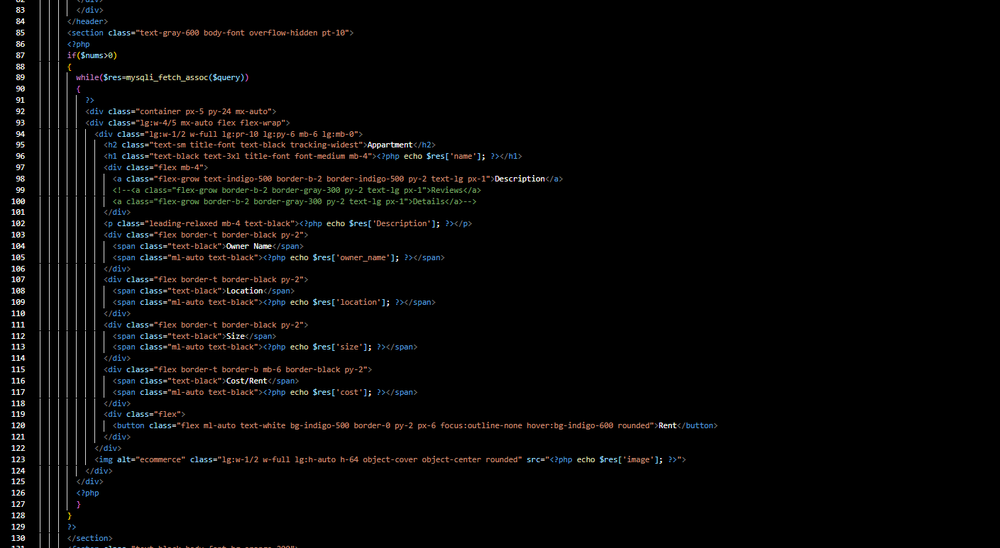 82 </div>
83 </div>
84 </header>
85 <section class="text-gray-600 body-font overflow-hidden pt-10">
86 <?php
87 if($nums>0)
88 {
89 while($res=mysqli_fetch_assoc($query))
90 {
91 ?>
92 <div class="container px-5 py-24 mx-auto">
93 <div class="lg:w-4/5 mx-auto flex flex-wrap">
94 <div class="lg:w-1/2 w-full lg:pr-10 lg:py-6 mb-6 lg:mb-0">
95 <h2 class="text-sm title-font text-black tracking-widest">Appartment</h2>
96 <h1 class="text-black text-3xl title-font font-medium mb-4"><?php echo $res['name']; ?></h1>
97 <div class="flex mb-4">
98 <a class="flex-grow text-indigo-500 border-b-2 border-indigo-500 py-2 text-lg px-1">Description</a>
99 <!--<a class="flex-grow border-b-2 border-gray-300 py-2 text-lg px-1">Reviews</a>
100 <a class="flex-grow border-b-2 border-gray-300 py-2 text-lg px-1">Details</a>-->
101 </div>
102 <p class="leading-relaxed mb-4 text-black"><?php echo $res['Description']; ?></p>
103 <div class="flex border-t border-black py-2">
104 <span class="text-black">Owner Name</span>
105 <span class="ml-auto text-black"><?php echo $res['owner_name']; ?></span>
106 </div>
107 <div class="flex border-t border-black py-2">
108 <span class="text-black">Location</span>
109 <span class="ml-auto text-black"><?php echo $res['location']; ?></span>
110 </div>
111 <div class="flex border-t border-black py-2">
112 <span class="text-black">Size</span>
113 <span class="ml-auto text-black"><?php echo $res['size']; ?></span>
114 </div>
115 <div class="flex border-t border-b mb-6 border-black py-2">
116 <span class="text-black">Cost/Rent</span>
117 <span class="ml-auto text-black"><?php echo $res['cost']; ?></span>
118 </div>
119 <div class="flex">
120 <button class="flex ml-auto text-white bg-indigo-500 border-0 py-2 px-6 focus:outline-none hover:bg-indigo-600 rounded">Rent</button>
121 </div>
122 </div>
123 <img alt="ecommerce" class="lg:w-1/2 w-full lg:h-auto h-64 object-cover object-center rounded" src="<?php echo $res['image']; ?>">
124 </div>
125 </div>
126 <?php
127 }
128 }
129 ?>
130 </section>